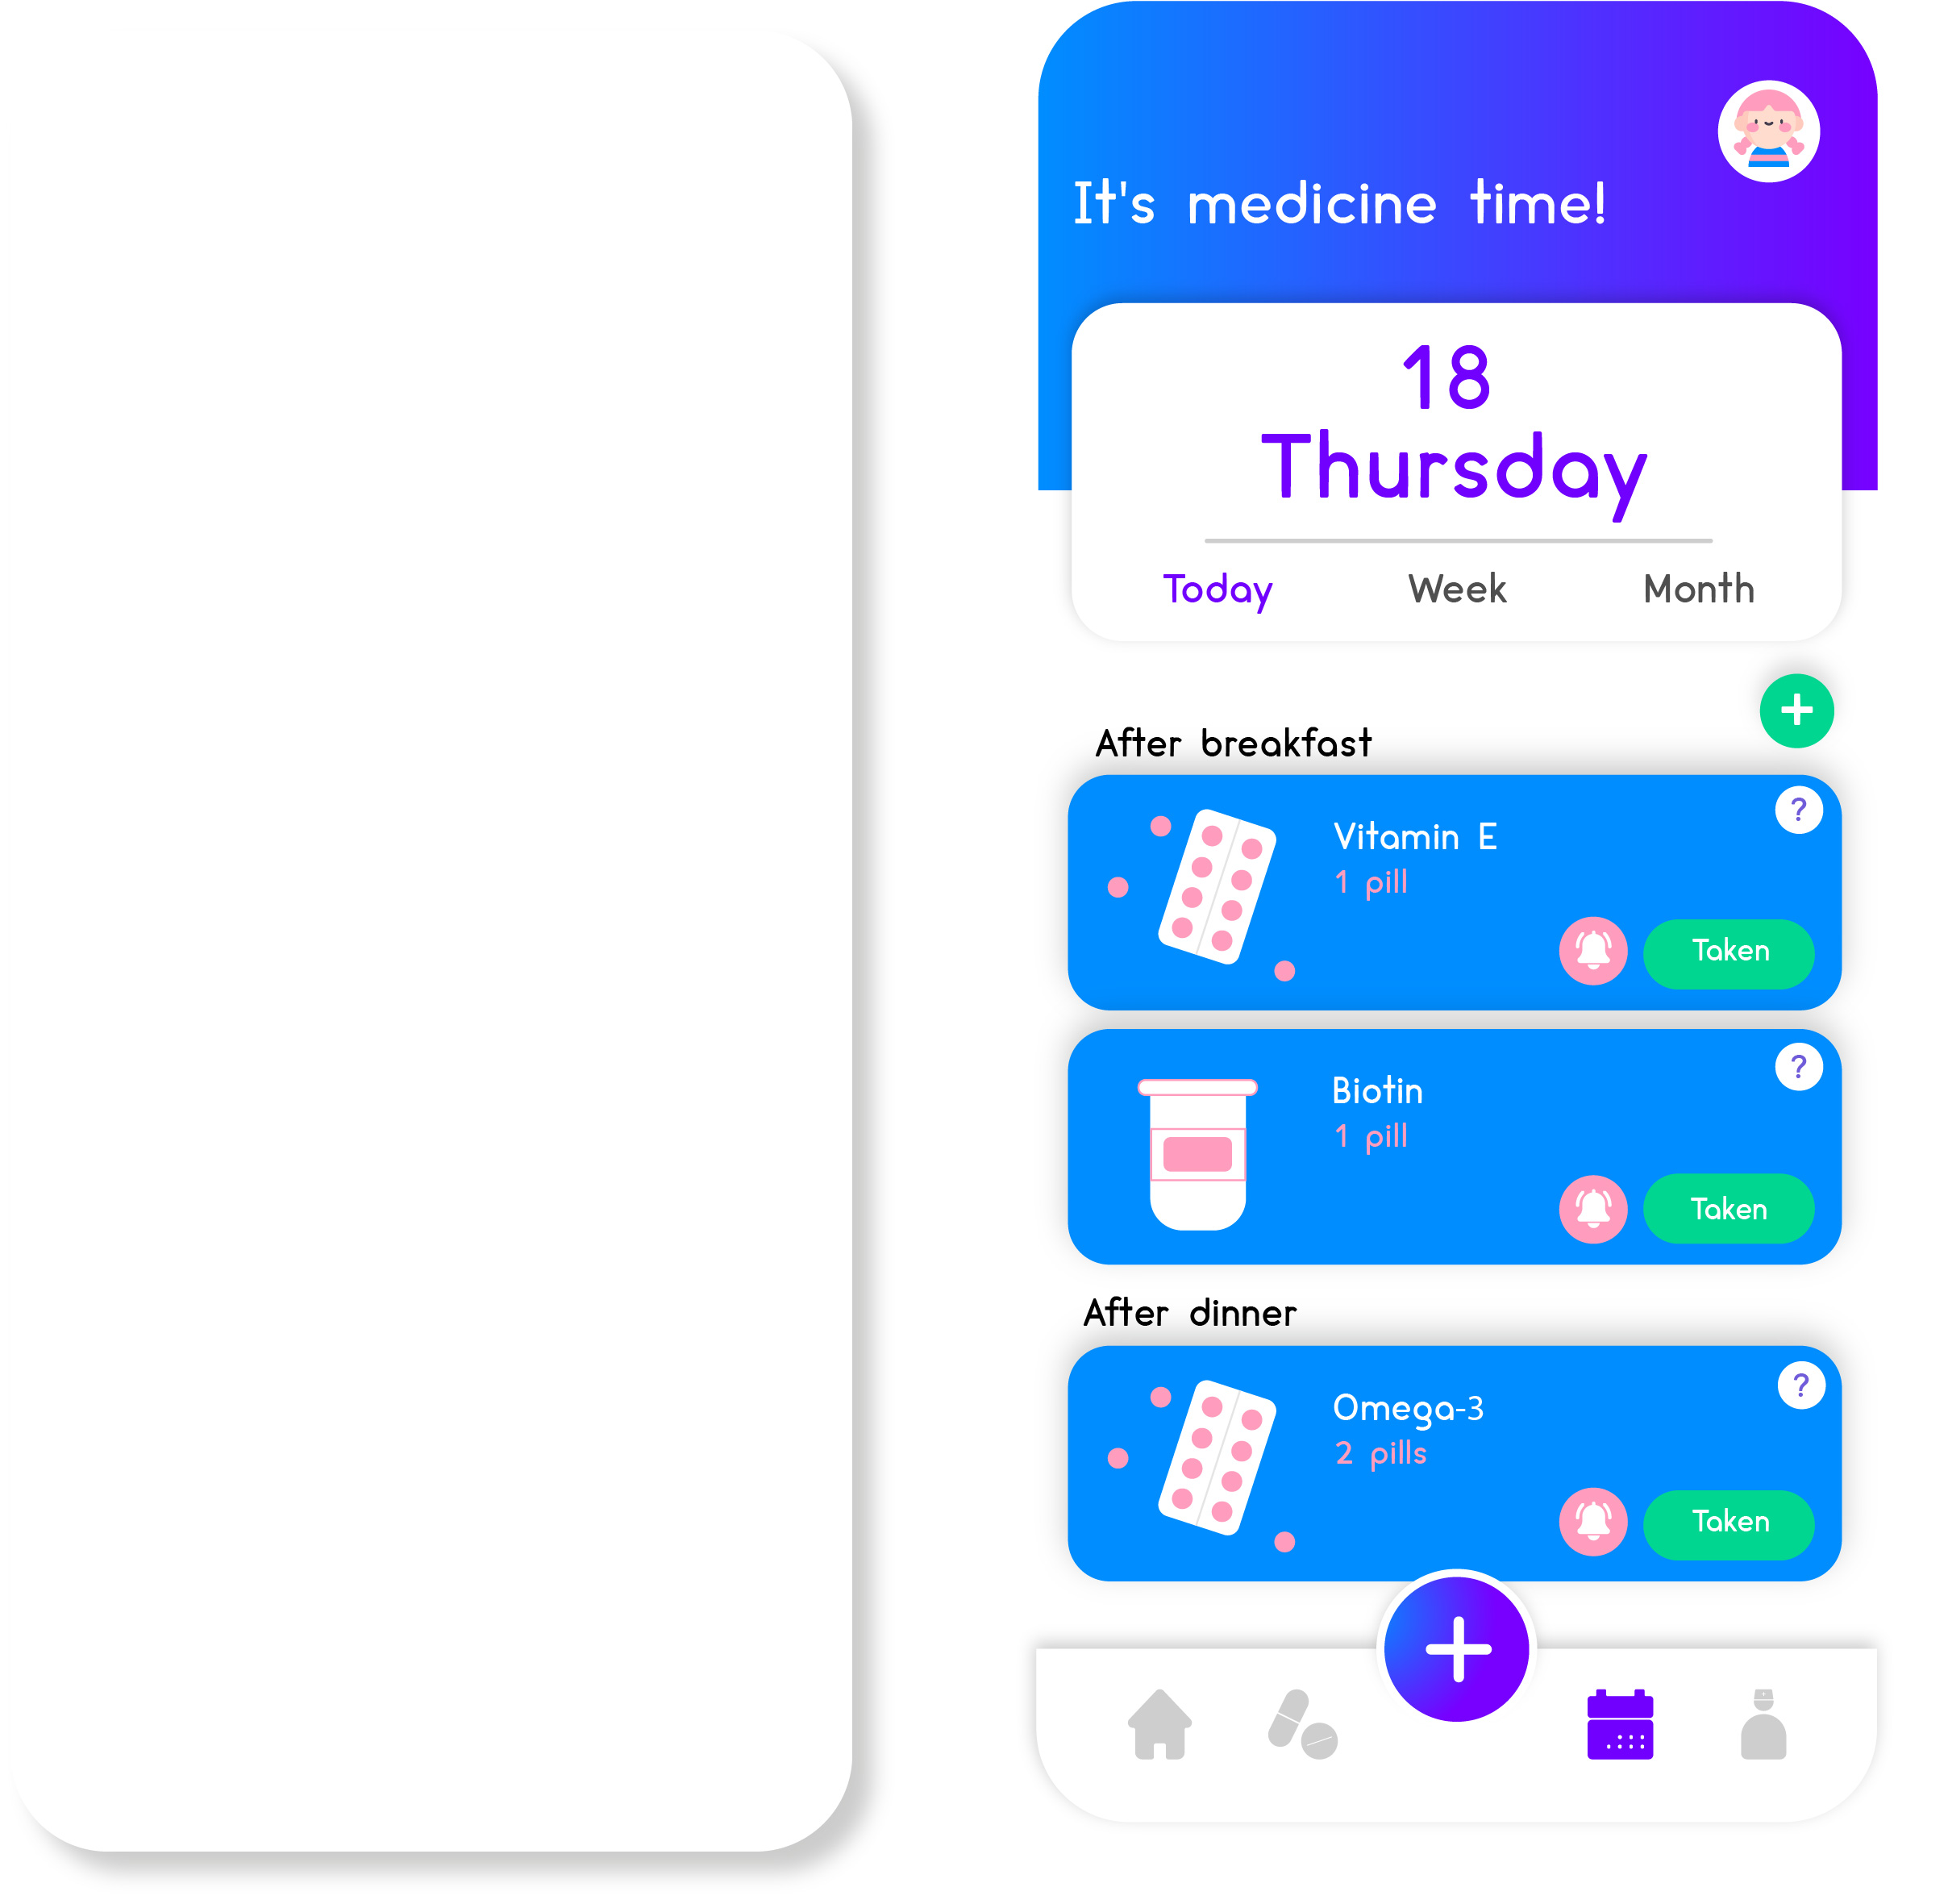 It's medicine time!
18
Thursday
Today Week Month
After breakfast
?
Vitamin E
1 pill
Taken
?
Biotin
1 pill
Taken
After dinner
?
Omega-3
2 pills
Taken